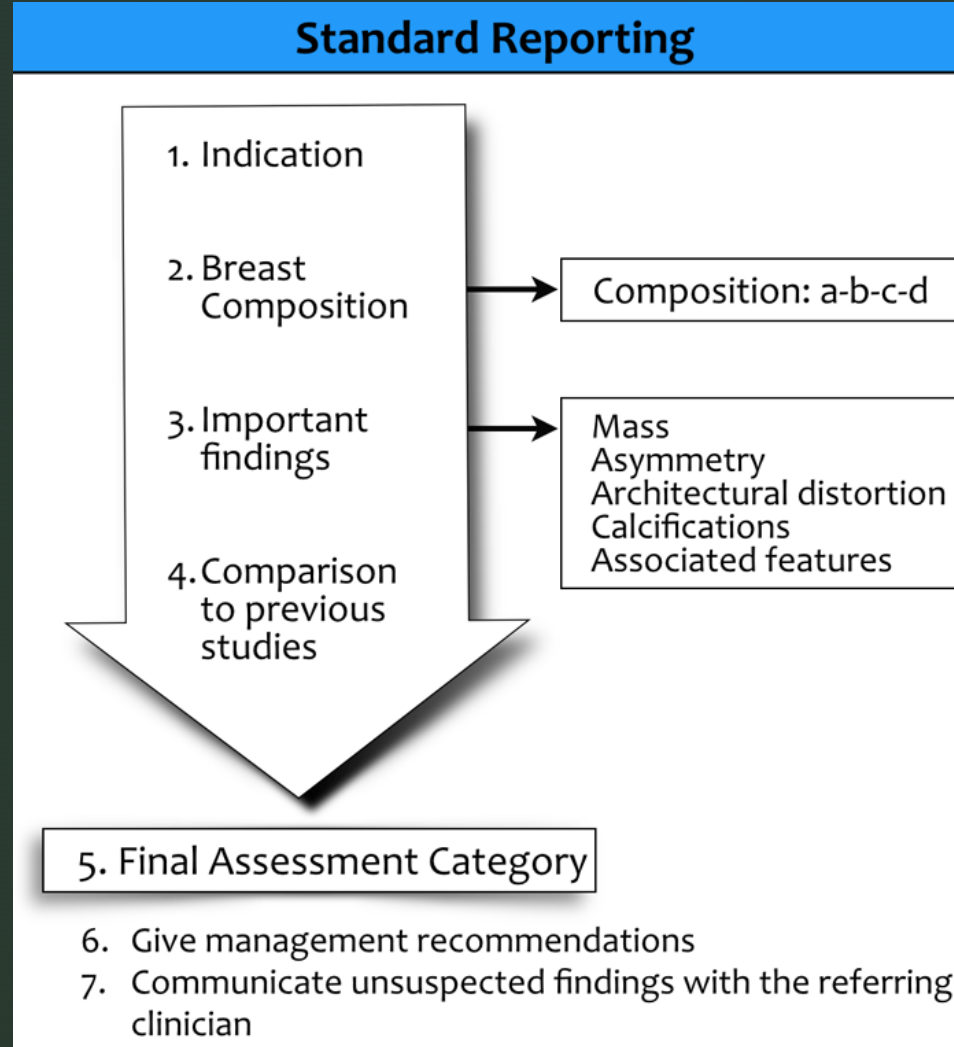 Standard Reporting
1. Indication
2. Breast
Composition
Composition: a-b-c-d
3. Important
findings
Mass
Asymmetry
Architectural distortion
Calcifications
Associated features
4. Comparison
to previous
studies
5. Final Assessment Category
6. Give management recommendations
7. Communicate unsuspected findings with the referring
clinician